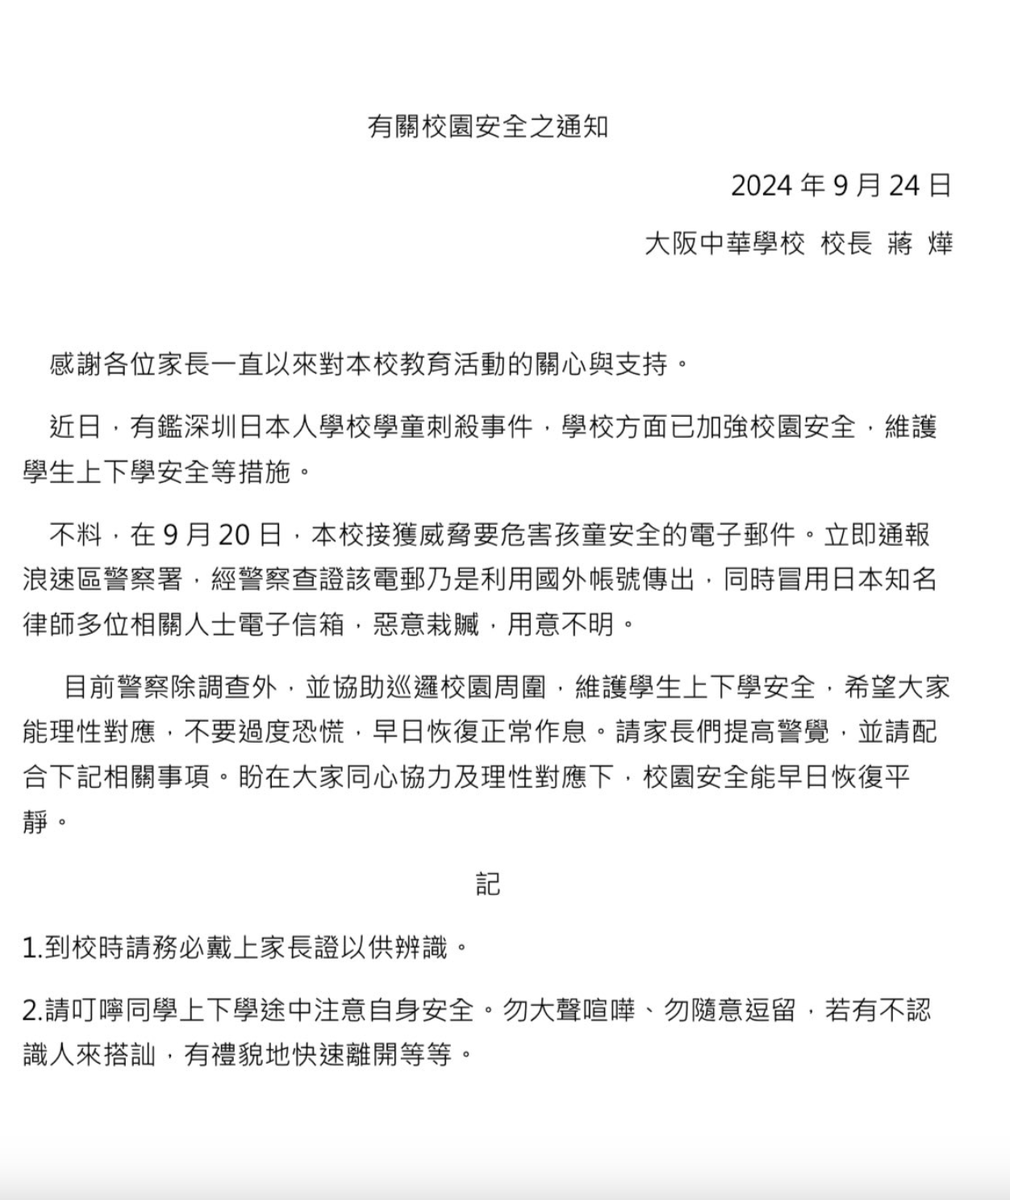 有關校園安全之通知
2024 年 9 月 24 日
大阪中華學校 校長 蔣 燁
感謝各位家長一直以來對本校教育活動的關心與支持。
近日，有鑑深圳日本人學校學童刺殺事件，學校方面已加強校園安全，維護
學生上下學安全等措施。
不料，在 9 月 20 日，本校接獲威脅要危害孩童安全的電子郵件。立即通報
浪速區警察署，經警察查證該電郵乃是利用國外帳號傳出，同時冒用日本知名
律師多位相關人士電子信箱，惡意栽贓，用意不明。
目前警察除調查外，並協助巡邏校園周圍，維護學生上下學安全，希望大家
能理性對應，不要過度恐慌，早日恢復正常作息。請家長們提高警覺，並請配
合下記相關事項。盼在大家同心協力及理性對應下，校園安全能早日恢復平
靜。
記
1.到校時請務必戴上家長證以供辨識。
2.請叮嚀同學上下學途中注意自身安全。勿大聲喧嘩、勿隨意逗留，若有不認
識人來搭訕，有禮貌地快速離開等等。